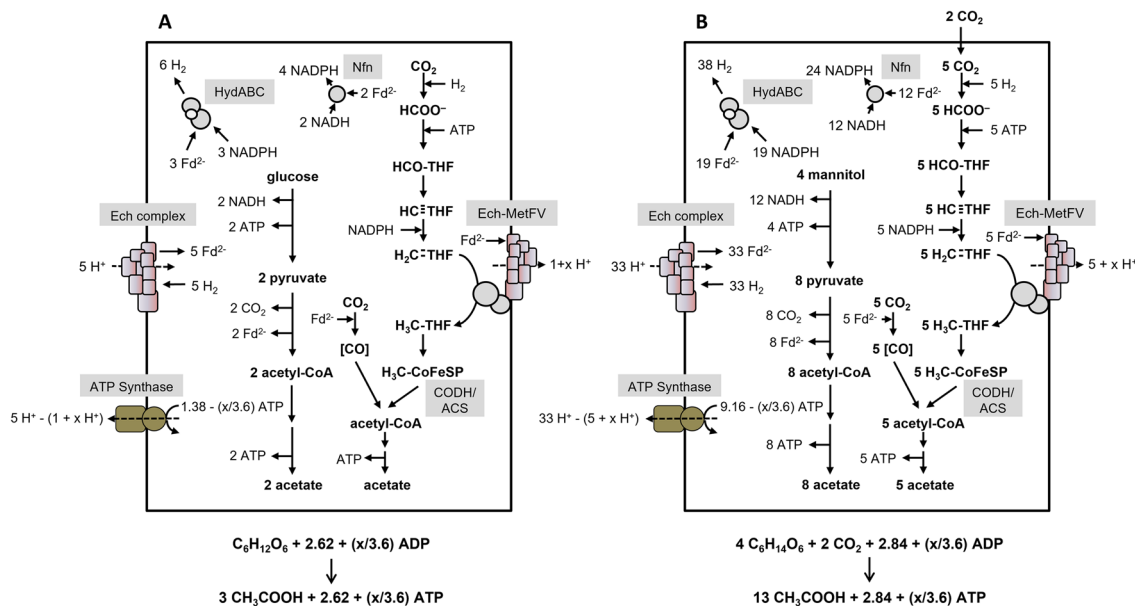 A
6 H₂
HydABC
3 Fd²⁻
3 NADPH
4 NADPH
Nfn
2 Fd²⁻
2 NADH
CO₂
H₂
HCOO⁻
ATP
HCO-THF
HC≡THF
NADPH
H₂C=THF
Ech-MetFV
Fd²⁻
1+x H⁺
H₃C-THF
H₃C-CoFeSP
CODH/
ACS
glucose
2 NADH
2 ATP
2 pyruvate
2 CO₂
2 Fd²⁻
2 acetyl-CoA
2 ATP
2 acetate
CO₂
Fd²⁻
[CO]
acetyl-CoA
ATP
acetate
Ech complex
5 Fd²⁻
5 H⁺
5 H₂
ATP Synthase
1.38 - (x/3.6) ATP
5 H⁺ - (1 + x H⁺)
C₆H₁₂O₆ + 2.62 + (x/3.6) ADP
3 CH₃COOH + 2.62 + (x/3.6) ATP
B
2 CO₂
38 H₂
HydABC
19 Fd²⁻
19 NADPH
24 NADPH
Nfn
12 Fd²⁻
12 NADH
5 CO₂
5 H₂
5 HCOO⁻
5 ATP
5 HCO-THF
5 HC≡THF
5 NADPH
5 H₂C=THF
Ech-MetFV
5 Fd²⁻
5 + x H⁺
5 H₃C-THF
5 H₃C-CoFeSP
CODH/
ACS
4 mannitol
12 NADH
4 ATP
8 pyruvate
8 CO₂
8 Fd²⁻
8 acetyl-CoA
8 ATP
8 acetate
5 CO₂
5 Fd²⁻
5 [CO]
5 acetyl-CoA
5 ATP
5 acetate
Ech complex
33 Fd²⁻
33 H⁺
33 H₂
ATP Synthase
9.16 - (x/3.6) ATP
33 H⁺ - (5 + x H⁺)
4 C₆H₁₄O₆ + 2 CO₂ + 2.84 + (x/3.6) ADP
13 CH₃COOH + 2.84 + (x/3.6) ATP